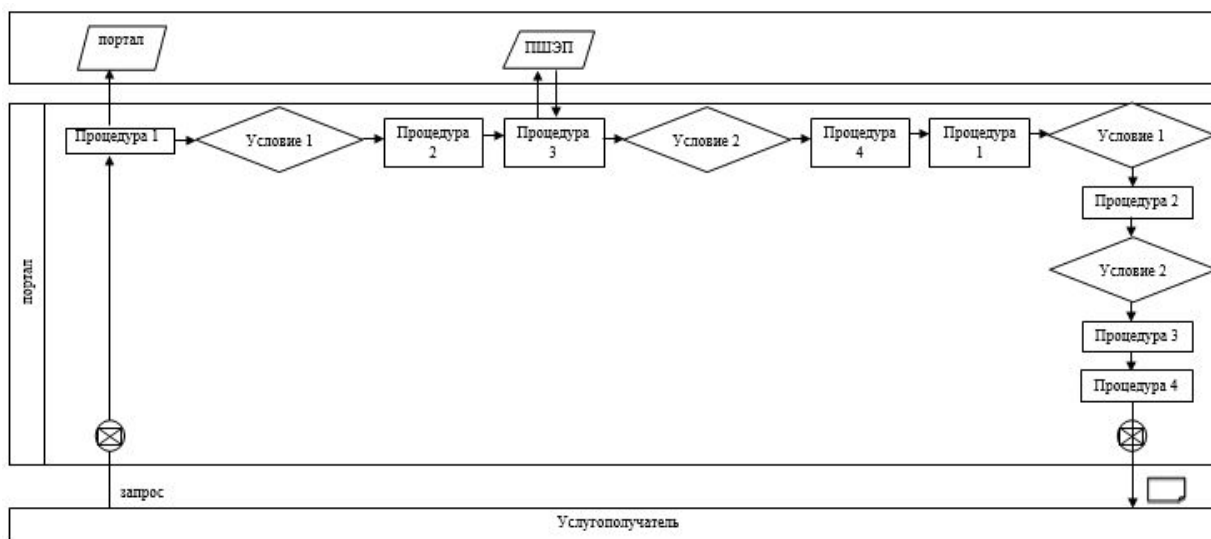 портал
ПШЭП
Процедура 1
Условие 1
Процедура
2
Процедура
3
Условие 2
Процедура
4
Процедура
1
Условие 1
Процедура 2
Условие 2
Процедура 3
Процедура 4
портал
запрос
Услугополучатель